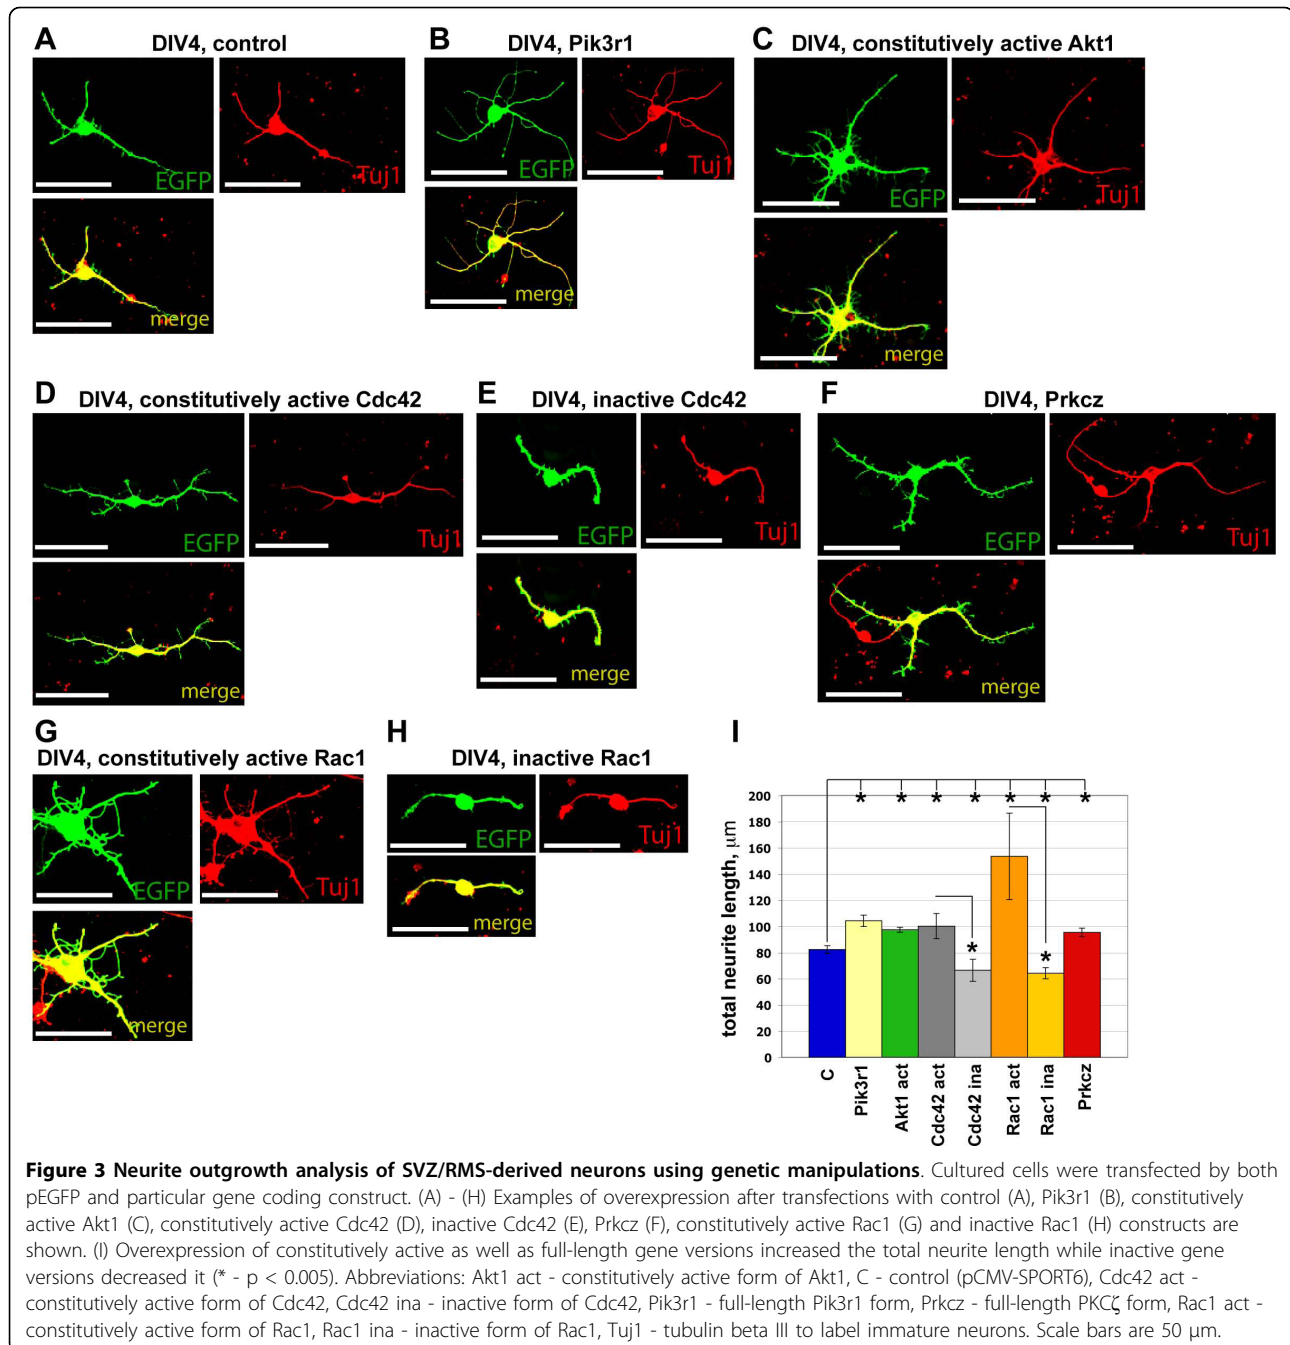 A
DIV4, control
EGFP
Tuj1
merge
B
DIV4, Pik3r1
EGFP
Tuj1
merge
C
DIV4, constitutively active Akt1
EGFP
Tuj1
merge
D
DIV4, constitutively active Cdc42
EGFP
Tuj1
merge
E
DIV4, inactive Cdc42
EGFP
Tuj1
merge
F
DIV4, Prkcz
EGFP
Tuj1
merge
G
DIV4, constitutively active Rac1
EGFP
Tuj1
merge
H
DIV4, inactive Rac1
EGFP
Tuj1
merge
I
* * * * * * *
* *
total neurite length, µm
200
180
160
140
120
100
80
60
40
20
0
C
Pik3r1
Akt1 act
Cdc42 act
Cdc42 ina
Rac1 act
Rac1 ina
Prkcz
Figure 3 Neurite outgrowth analysis of SVZ/RMS-derived neurons using genetic manipulations. Cultured cells were transfected by both
pEGFP and particular gene coding construct. (A) - (H) Examples of overexpression after transfections with control (A), Pik3r1 (B), constitutively
active Akt1 (C), constitutively active Cdc42 (D), inactive Cdc42 (E), Prkcz (F), constitutively active Rac1 (G) and inactive Rac1 (H) constructs are
shown. (I) Overexpression of constitutively active as well as full-length gene versions increased the total neurite length while inactive gene
versions decreased it (* - p < 0.005). Abbreviations: Akt1 act - constitutively active form of Akt1, C - control (pCMV-SPORT6), Cdc42 act -
constitutively active form of Cdc42, Cdc42 ina - inactive form of Cdc42, Pik3r1 - full-length Pik3r1 form, Prkcz - full-length PKCζ form, Rac1 act -
constitutively active form of Rac1, Rac1 ina - inactive form of Rac1, Tuj1 - tubulin beta III to label immature neurons. Scale bars are 50 µm.